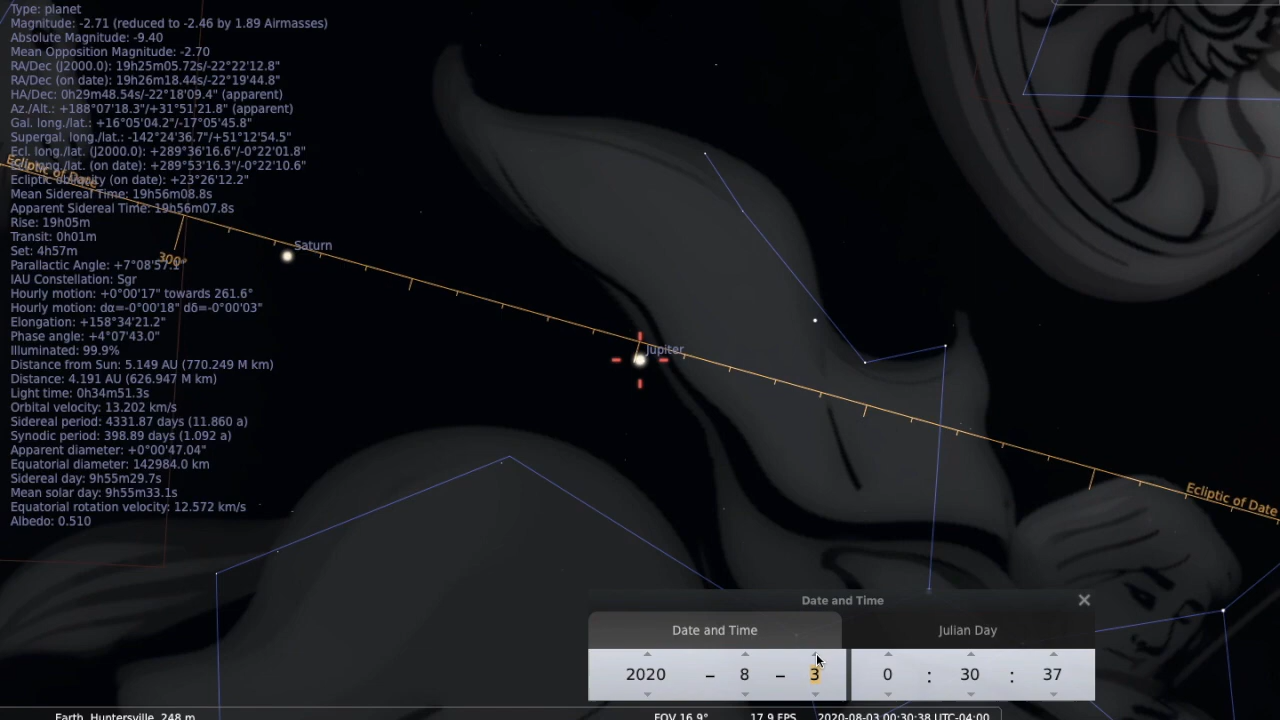 Type: planet
Magnitude: -2.71 (reduced to -2.46 by 1.89 Airmasses)
Absolute Magnitude: -9.40
Mean Opposition Magnitude: -2.70
RA/Dec (J2000.0): 19h25m05.72s/-22°22'12.8"
RA/Dec (on date): 19h26m18.44s/-22°19'44.8"
HA/Dec: 0h29m48.54s/-22°18'09.4" (apparent)
Az./Alt.: +188°07'18.3"/+31°51'21.8" (apparent)
Gal. long./lat.: +16°05'04.2"/-17°05'45.8"
Supergal. long./lat.: -142°24'36.7"/+51°12'54.5"
Ecl. long./lat. (J2000.0): +289°36'16.6"/-0°22'01.8"
Ecl. long./lat. (on date): +289°53'16.3"/-0°22'10.6"
Ecliptic of Date
Ecliptic obliquity (on date): +23°26'12.2"
Mean Sidereal Time: 19h56m08.8s
Apparent Sidereal Time: 19h56m07.8s
Rise: 19h05m
Transit: 0h01m
Set: 4h57m
Saturn
300°
Parallactic Angle: +7°08'57.1"
IAU Constellation: Sgr
Hourly motion: +0°00'17" towards 261.6°
Hourly motion: dα=-0°00'18" dδ=-0°00'03"
Elongation: +158°34'21.2"
Phase angle: +4°07'43.0"
Illuminated: 99.9%
Jupiter
Distance from Sun: 5.149 AU (770.249 M km)
Distance: 4.191 AU (626.947 M km)
Light time: 0h34m51.3s
Orbital velocity: 13.202 km/s
Sidereal period: 4331.87 days (11.860 a)
Synodic period: 398.89 days (1.092 a)
Apparent diameter: +0°00'47.04"
Equatorial diameter: 142984.0 km
Sidereal day: 9h55m29.7s
Mean solar day: 9h55m33.1s
Equatorial rotation velocity: 12.572 km/s
Albedo: 0.510
Ecliptic of Date
Date and Time
Date and Time
Julian Day
2020 – 8 – 3
0 : 30 : 37
Earth, Huntersville, 248 m
FOV 16.9°
17.9 FPS
2020-08-03 00:30:38 UTC-04:00